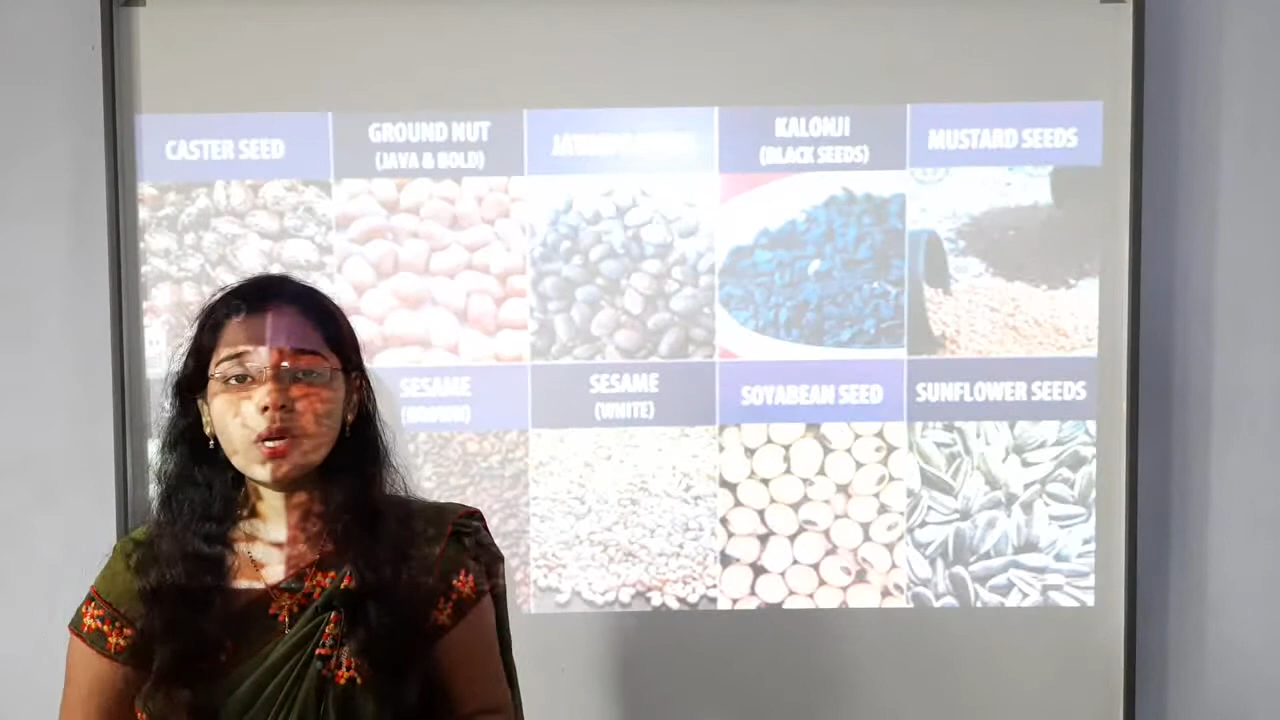 CASTER SEED
GROUND NUT
(JAVA & BOLD)
KALONJI
(BLACK SEEDS)
MUSTARD SEEDS
SESAME
SESAME
(WHITE)
SOYABEAN SEED
SUNFLOWER SEEDS